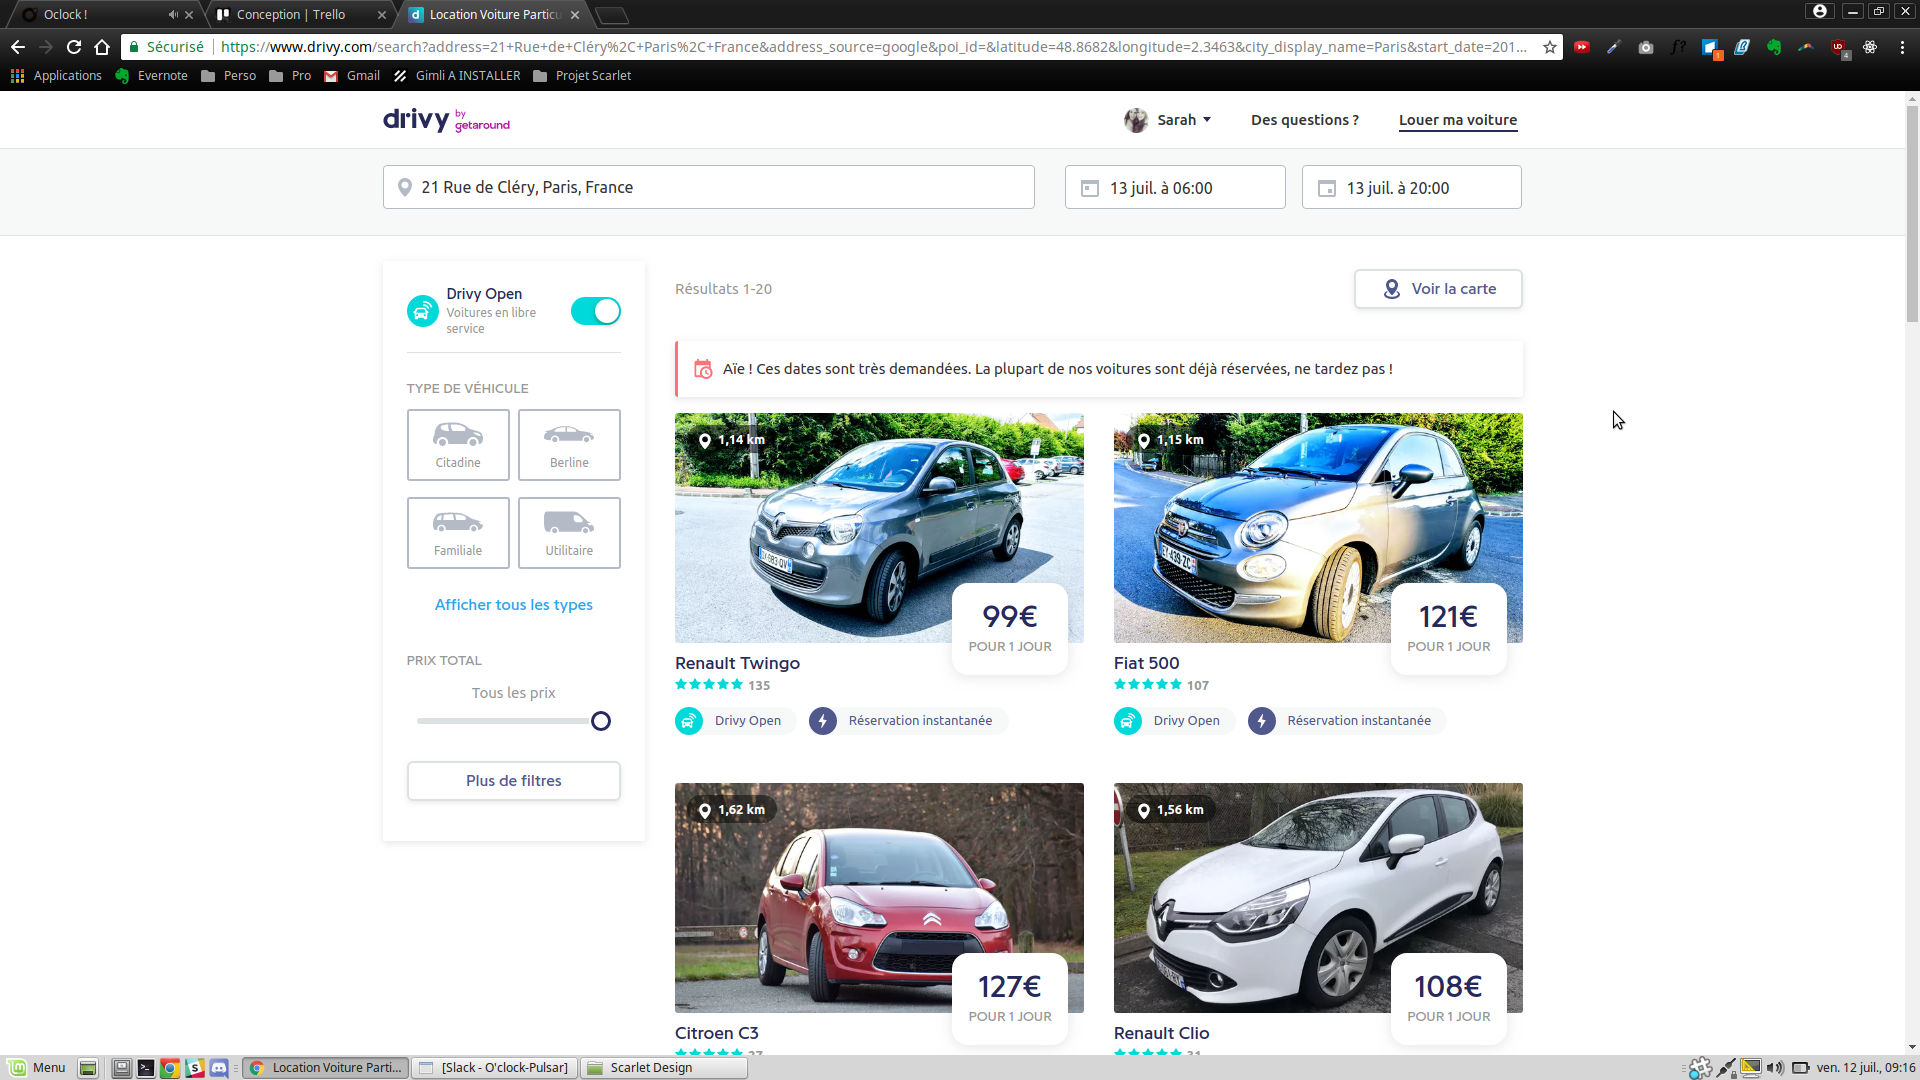 Oclock !
Conception | Trello
Location Voiture Particu
Sécurisé
https://www.drivy.com/search?address=21+Rue+de+Cléry%2C+Paris%2C+France&address_source=google&poi_id=&latitude=48.8682&longitude=2.3463&city_display_name=Paris&start_date=201...
Applications
Evernote
Perso
Pro
Gmail
Gimli A INSTALLER
Projet Scarlet
drivy by getaround
Sarah
Des questions ?
Louer ma voiture
21 Rue de Cléry, Paris, France
13 juil. à 06:00
13 juil. à 20:00
Drivy Open
Voitures en libre
service
TYPE DE VÉHICULE
Citadine
Berline
Familiale
Utilitaire
Afficher tous les types
PRIX TOTAL
Tous les prix
Plus de filtres
Résultats 1-20
Voir la carte
Aïe ! Ces dates sont très demandées. La plupart de nos voitures sont déjà réservées, ne tardez pas !
1,14 km
99€
POUR 1 JOUR
Renault Twingo
135
Drivy Open
Réservation instantanée
1,15 km
121€
POUR 1 JOUR
Fiat 500
107
Drivy Open
Réservation instantanée
1,62 km
127€
POUR 1 JOUR
Citroen C3
1,56 km
108€
POUR 1 JOUR
Renault Clio
Menu
Location Voiture Parti...
[Slack - O'clock-Pulsar]
Scarlet Design
ven. 12 juil., 09:16